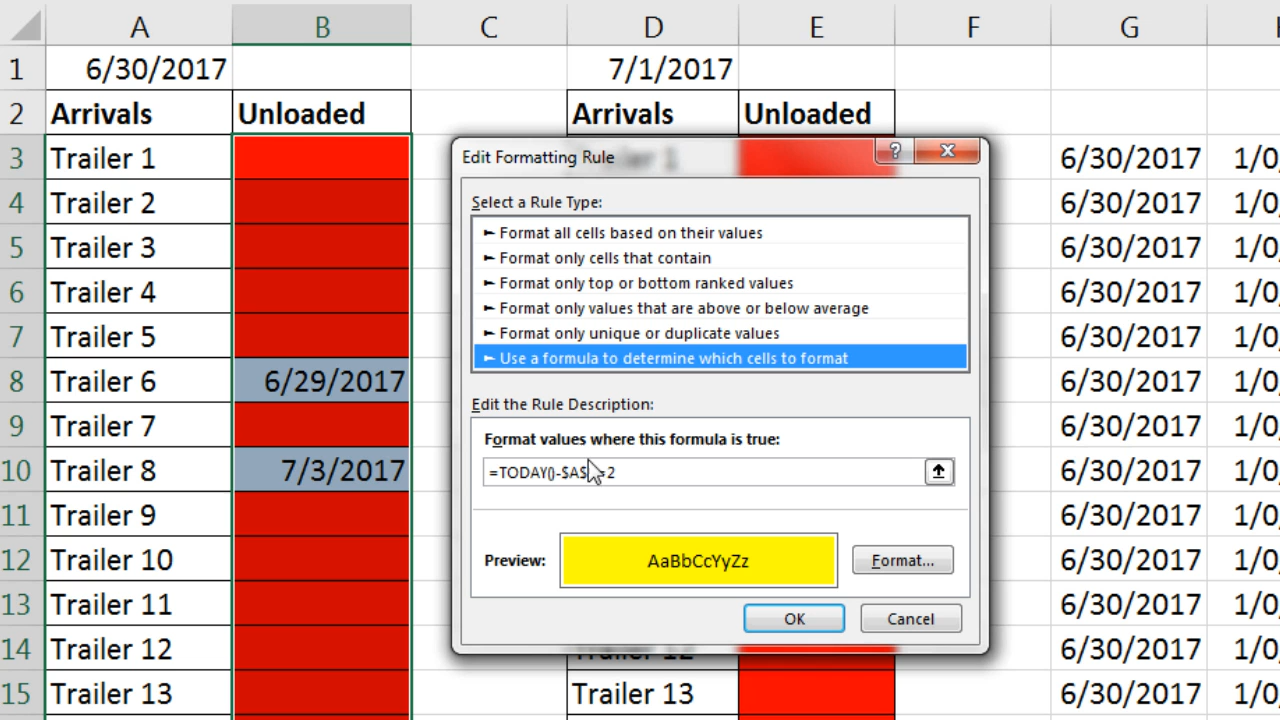 A B C D E F G
1 6/30/2017 7/1/2017
2 Arrivals Unloaded Arrivals Unloaded
Edit Formatting Rule
?
Select a Rule Type:
► Format all cells based on their values
► Format only cells that contain
► Format only top or bottom ranked values
► Format only values that are above or below average
► Format only unique or duplicate values
► Use a formula to determine which cells to format
Edit the Rule Description:
Format values where this formula is true:
=TODAY()-$A$ =2
Preview: AaBbCcYyZz Format...
OK Cancel
3 Trailer 1 6/30/2017 1/0/
4 Trailer 2 6/30/2017 1/0/
5 Trailer 3 6/30/2017 1/0/
6 Trailer 4 6/30/2017 1/0/
7 Trailer 5 6/30/2017 1/0/
8 Trailer 6 6/29/2017 6/30/2017 1/0/
9 Trailer 7 6/30/2017 1/0/
10 Trailer 8 7/3/2017 6/30/2017 1/0/
11 Trailer 9 6/30/2017 1/0/
12 Trailer 10 6/30/2017 1/0/
13 Trailer 11 6/30/2017 1/0/
14 Trailer 12 6/30/2017 1/0/
15 Trailer 13 Trailer 13 6/30/2017 1/0/